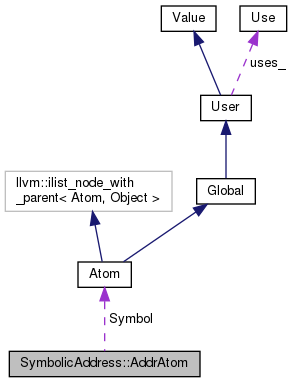 Value
Use
uses_
User
llvm::ilist_node_with
_parent< Atom, Object >
Global
Atom
Symbol
SymbolicAddress::AddrAtom